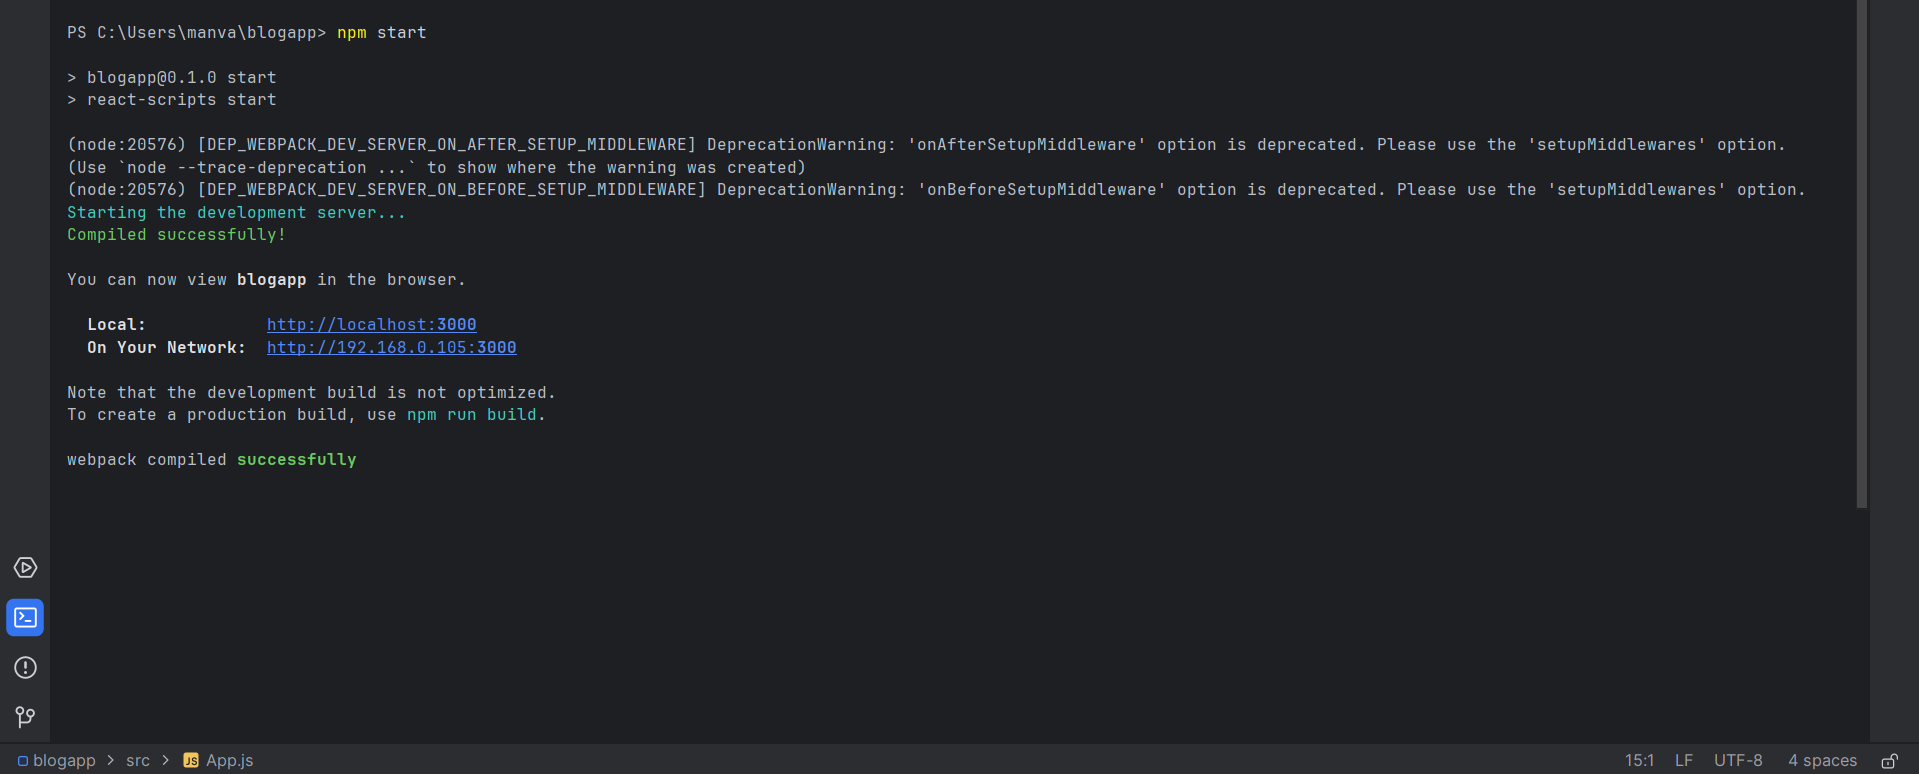 PS C:\Users\manva\blogapp> npm start
> blogapp@0.1.0 start
> react-scripts start
(node:20576) [DEP_WEBPACK_DEV_SERVER_ON_AFTER_SETUP_MIDDLEWARE] DeprecationWarning: 'onAfterSetupMiddleware' option is deprecated. Please use the 'setupMiddlewares' option.
(Use `node --trace-deprecation ...` to show where the warning was created)
(node:20576) [DEP_WEBPACK_DEV_SERVER_ON_BEFORE_SETUP_MIDDLEWARE] DeprecationWarning: 'onBeforeSetupMiddleware' option is deprecated. Please use the 'setupMiddlewares' option.
Starting the development server...
Compiled successfully!
You can now view blogapp in the browser.
Local: http://localhost:3000
On Your Network: http://192.168.0.105:3000
Note that the development build is not optimized.
To create a production build, use npm run build.
webpack compiled successfully
blogapp > src > JS App.js 15:1 LF UTF-8 4 spaces